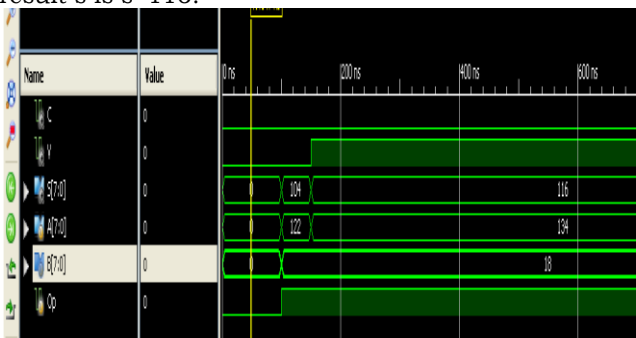 result s is s=116.
Name Value 0 ns 200 ns 400 ns 600 ns
C 0
V 0
S[7:0] 0 0 104 116
A[7:0] 0 0 122 134
B[7:0] 0 0 18
Op 0